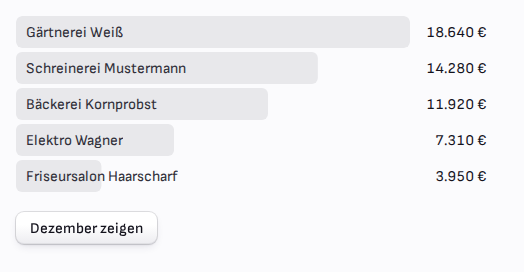 Gärtnerei Weiß 18.640 €
Schreinerei Mustermann 14.280 €
Bäckerei Kornprobst 11.920 €
Elektro Wagner 7.310 €
Friseursalon Haarscharf 3.950 €
Dezember zeigen